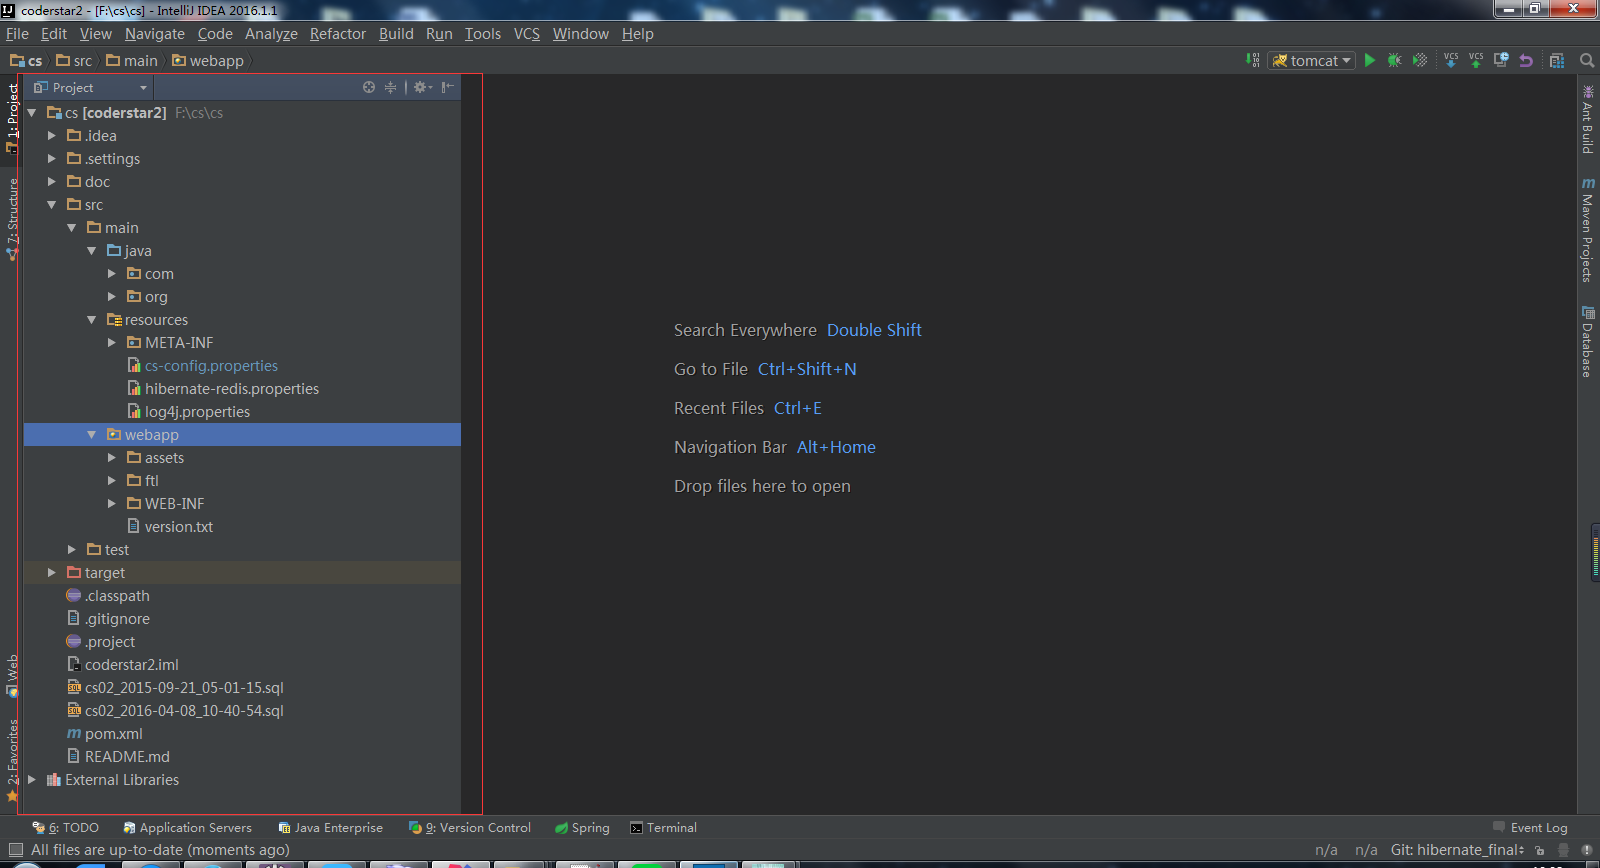 coderstar2 - [F:\cs\cs] - IntelliJ IDEA 2016.1.1
File Edit View Navigate Code Analyze Refactor Build Run Tools VCS Window Help
cs src main webapp tomcat VCS VCS
Project
1: Project
7: Structure
Web
2: Favorites
cs [coderstar2] F:\cs\cs
.idea
.settings
doc
src
main
java
com
org
resources
META-INF
cs-config.properties
hibernate-redis.properties
log4j.properties
webapp
assets
ftl
WEB-INF
version.txt
test
target
.classpath
.gitignore
.project
coderstar2.iml
cs02_2015-09-21_05-01-15.sql
cs02_2016-04-08_10-40-54.sql
pom.xml
README.md
External Libraries
Search Everywhere Double Shift
Go to File Ctrl+Shift+N
Recent Files Ctrl+E
Navigation Bar Alt+Home
Drop files here to open
Ant Build
Maven Projects
Database
6: TODO Application Servers Java Enterprise 9: Version Control Spring Terminal Event Log
All files are up-to-date (moments ago) n/a n/a Git: hibernate_final